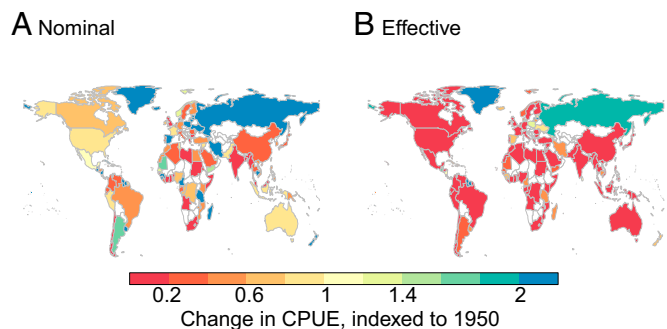 A Nominal
B Effective
0.2 0.6 1 1.4 2
Change in CPUE, indexed to 1950